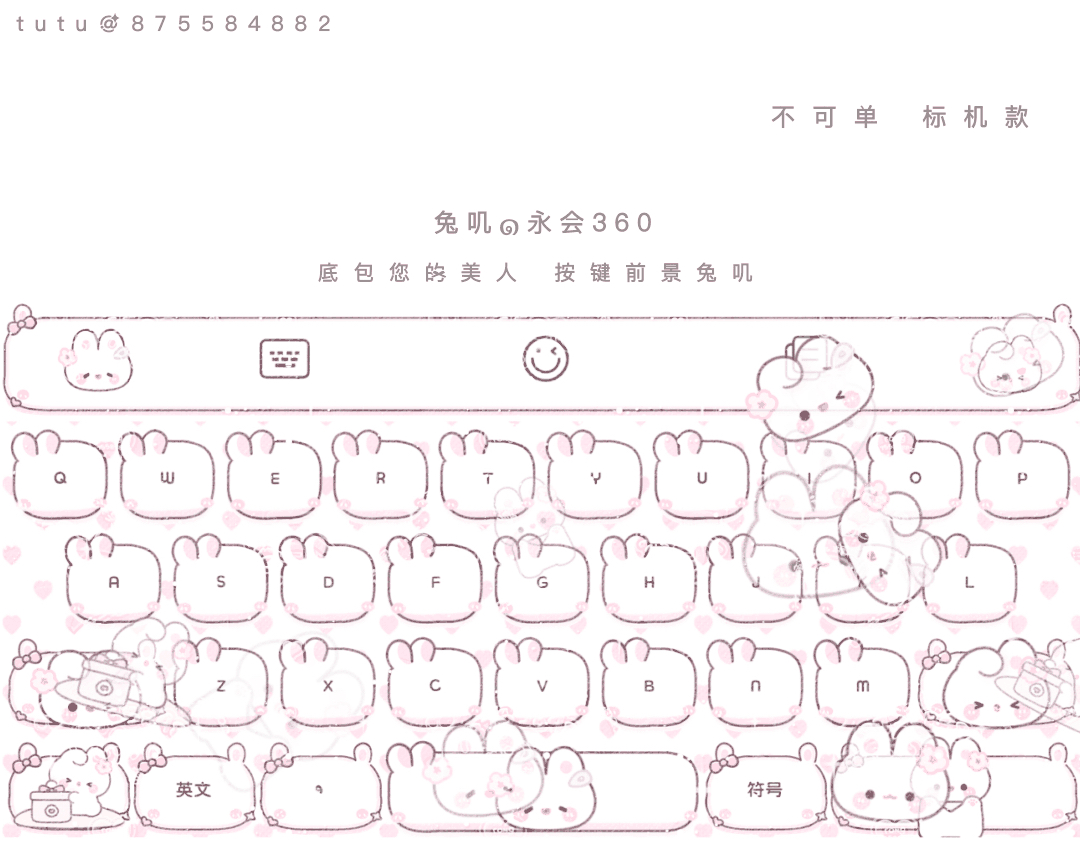 tutu@875584882
不可单 标机款
兔叽๑永会360
底包您的美人 按键前景兔叽
Q W E R T Y U I O P
A S D F G H J L
Z X C V B N M
英文 , 符号